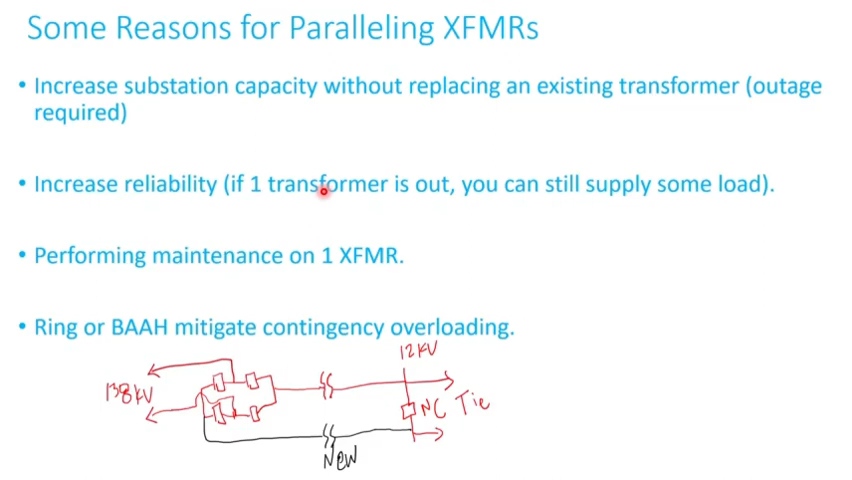 Some Reasons for Paralleling XFMRs
• Increase substation capacity without replacing an existing transformer (outage
required)
• Increase reliability (if 1 transformer is out, you can still supply some load).
• Performing maintenance on 1 XFMR.
• Ring or BAAH mitigate contingency overloading.
12KV
138KV
NC Tie
New